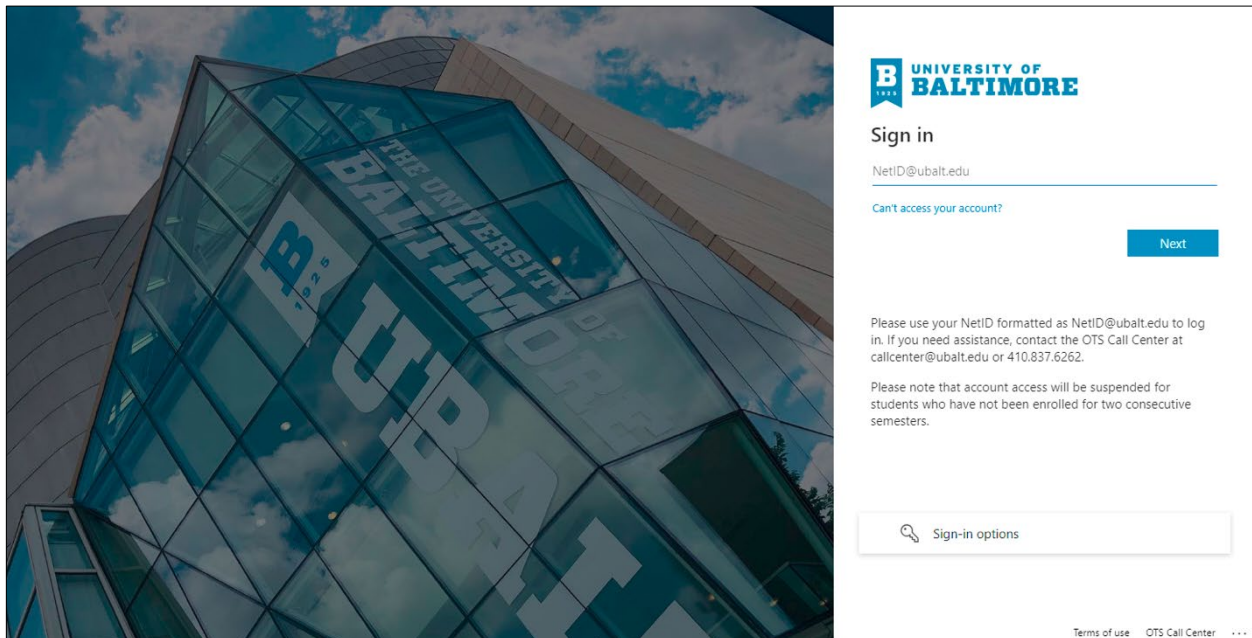 THE UNIVERSITY OF
BALTIMORE
B
1925
UBAL
B
1925
UNIVERSITY OF
BALTIMORE
Sign in
NetID@ubalt.edu
Can't access your account?
Next
Please use your NetID formatted as NetID@ubalt.edu to log
in. If you need assistance, contact the OTS Call Center at
callcenter@ubalt.edu or 410.837.6262.
Please note that account access will be suspended for
students who have not been enrolled for two consecutive
semesters.
Sign-in options
Terms of use OTS Call Center ...